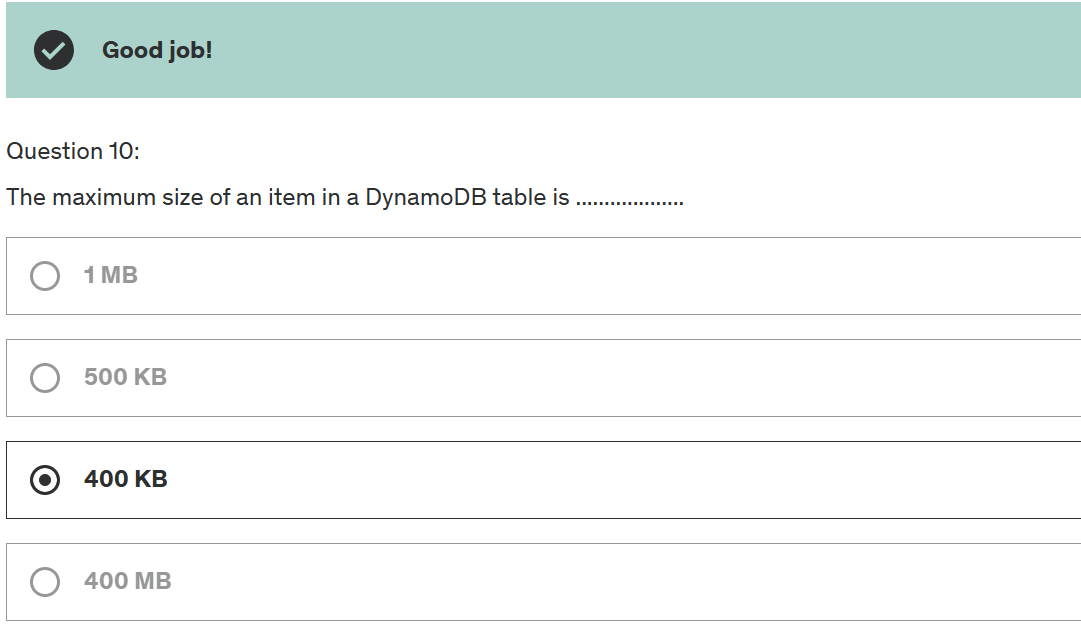 Good job!
Question 10:
The maximum size of an item in a DynamoDB table is ...................
1 MB
500 KB
400 KB
400 MB